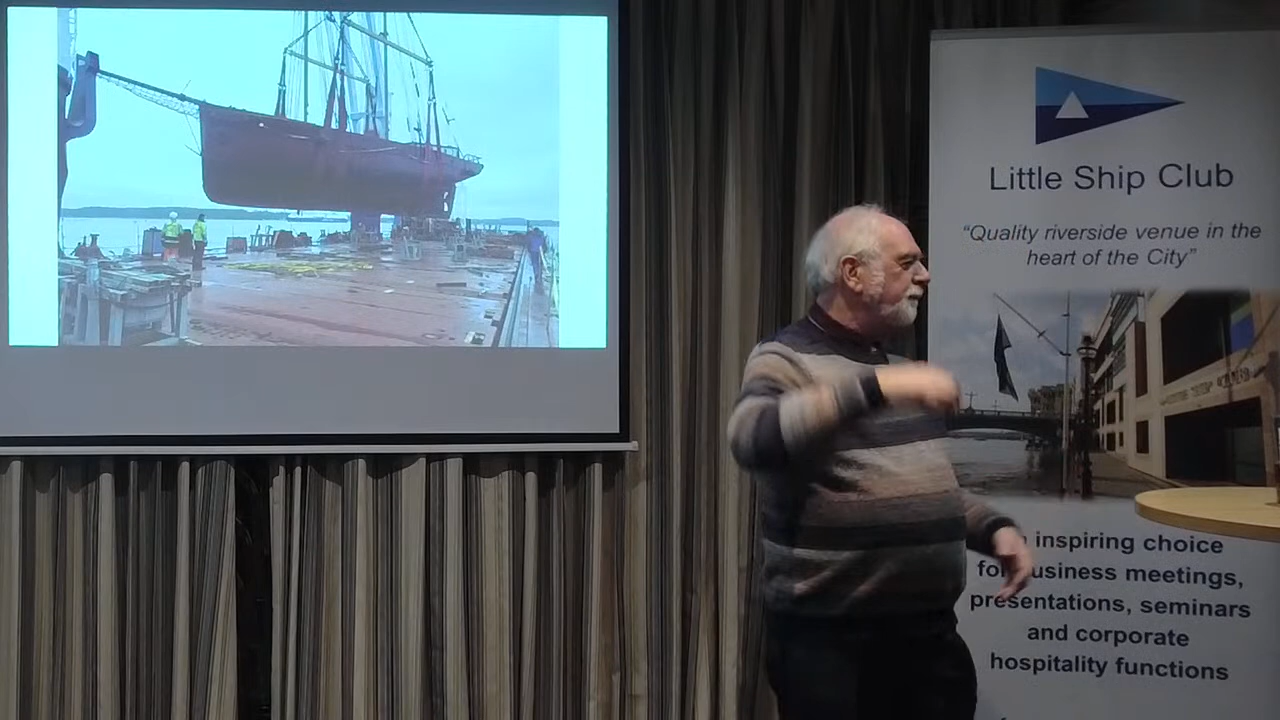 Little Ship Club
“Quality riverside venue in the
heart of the City”
inspiring choice
for business meetings,
presentations, seminars
and corporate
hospitality functions